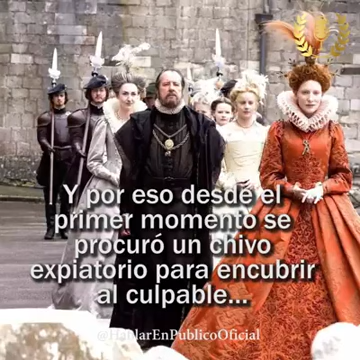 Y por eso desde el
primer momento se
procuró un chivo
expiatorio para encubrir
al culpable...
@HablarEnPublicoOficial